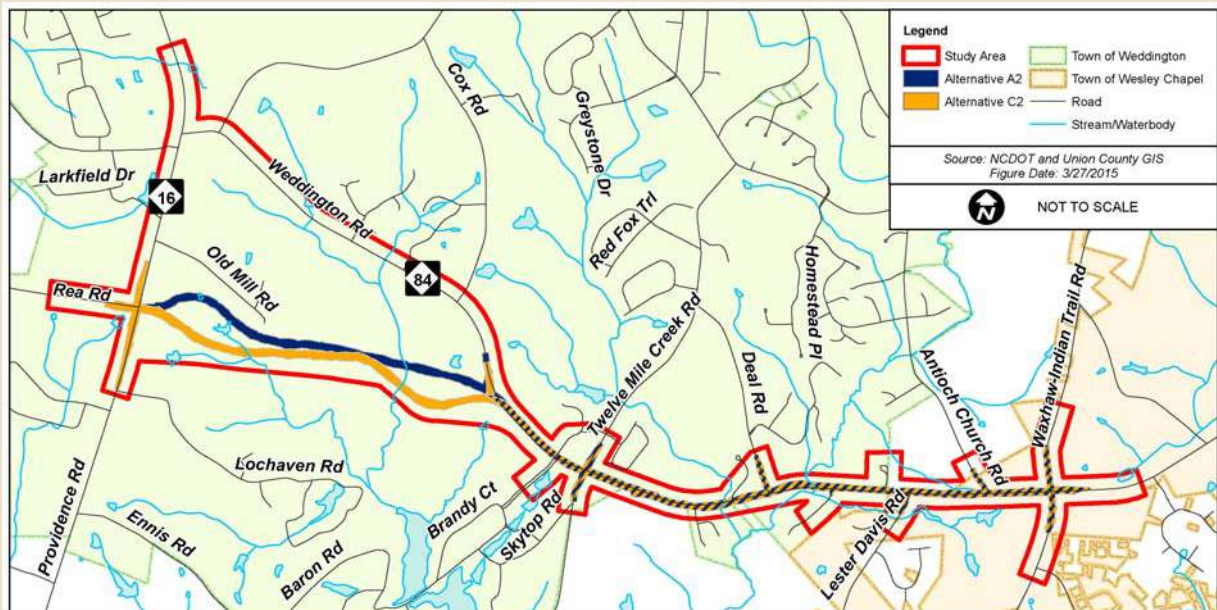 Legend
Study Area
Town of Weddington
Alternative A2
Town of Wesley Chapel
Alternative C2
Road
Stream/Waterbody
Source: NCDOT and Union County GIS
Figure Date: 3/27/2015
N
NOT TO SCALE
Cox Rd
Greystone Dr
Larkfield Dr
16
Weddington Rd
Red Fox Trl
84
Old Mill Rd
Rea Rd
Homestead Pl
Waxhaw-Indian Trail Rd
Twelve Mile Creek Rd
Deal Rd
Antioch Church Rd
Providence Rd
Lochaven Rd
Brandy Ct
Skytop Rd
Ennis Rd
Baron Rd
Lester Davis Rd